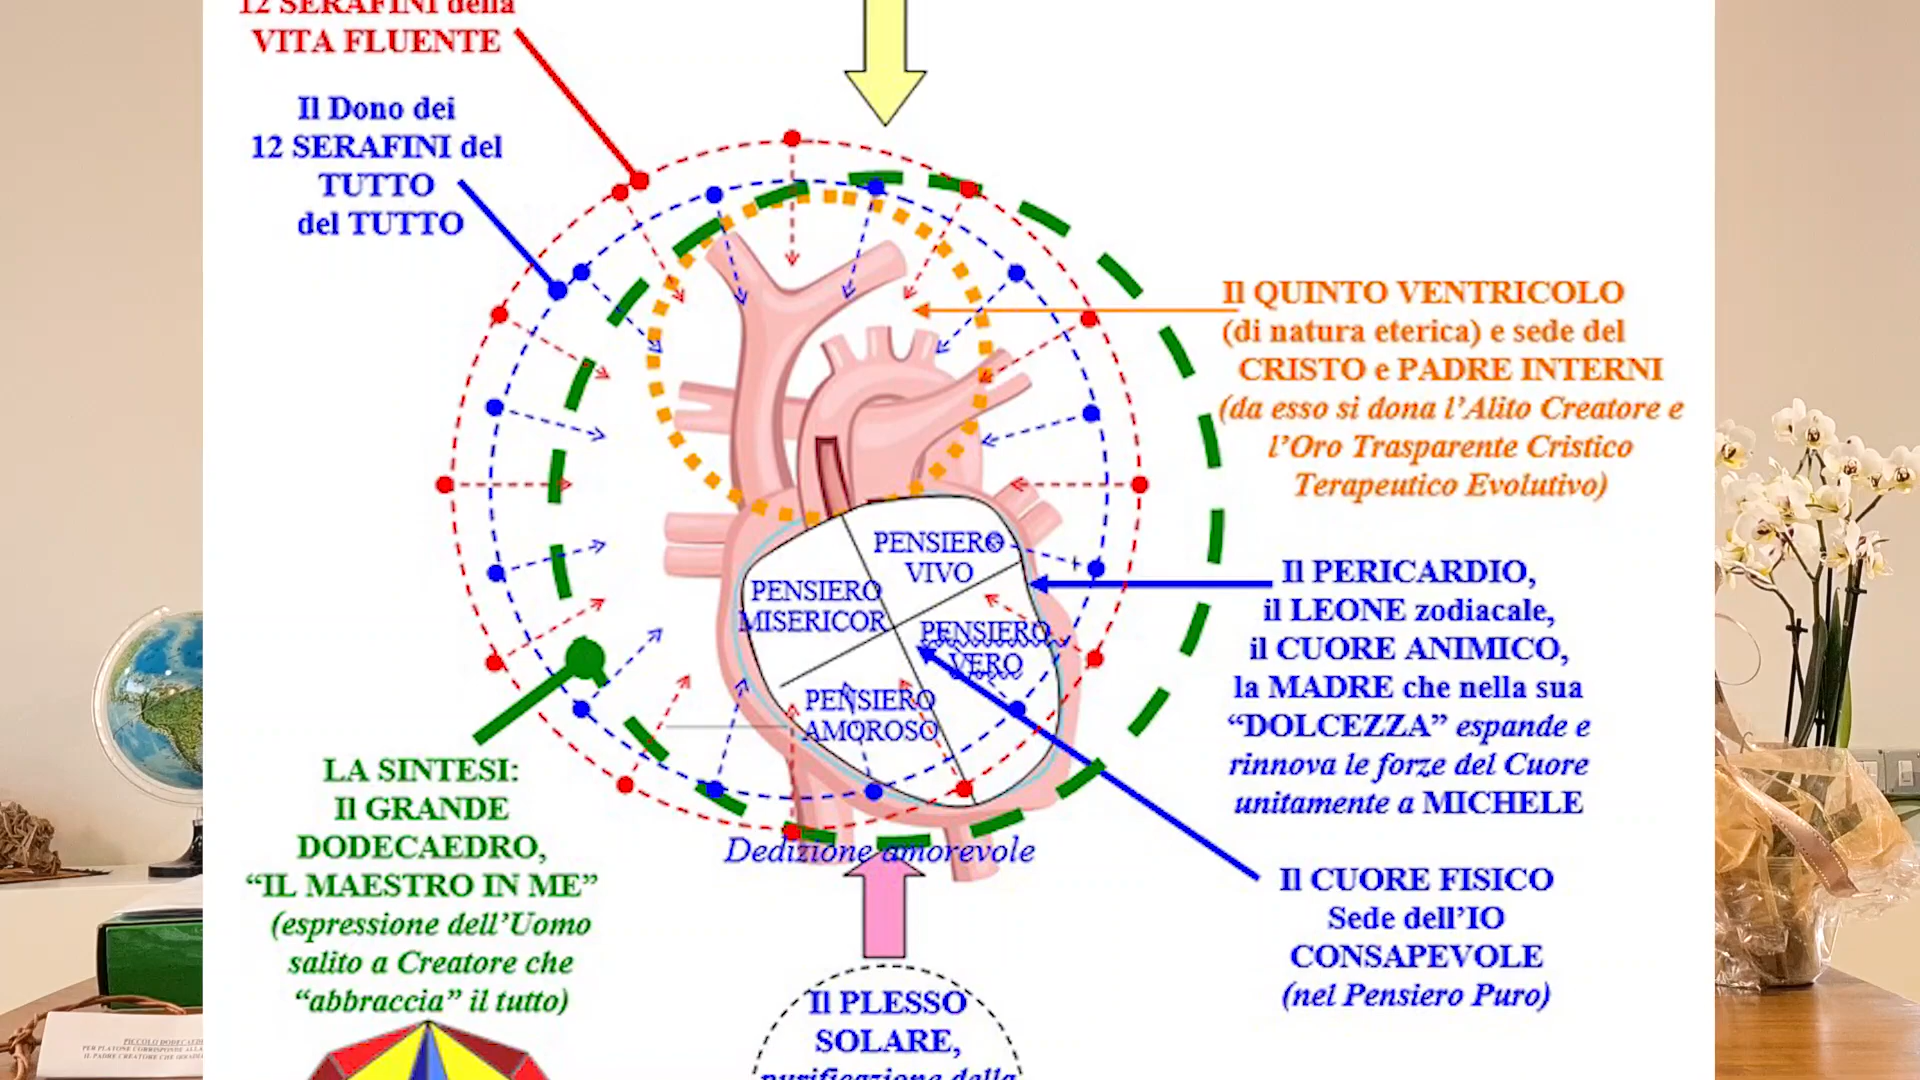 12 SERAFINI della
VITA FLUENTE
Il Dono dei
12 SERAFINI del
TUTTO
del TUTTO
Il QUINTO VENTRICOLO
(di natura eterica) e sede del
CRISTO e PADRE INTERNI
(da esso si dona l'Alito Creatore e
l'Oro Trasparente Cristico
Terapeutico Evolutivo)
PENSIERO
VIVO
PENSIERO
MISERICOR
PENSIERO
VERO
PENSIERO
AMOROSO
Il PERICARDIO,
il LEONE zodiacale,
il CUORE ANIMICO,
la MADRE che nella sua
“DOLCEZZA” espande e
rinnova le forze del Cuore
unitamente a MICHELE
LA SINTESI:
Il GRANDE
DODECAEDRO,
“IL MAESTRO IN ME”
(espressione dell'Uomo
salito a Creatore che
“abbraccia” il tutto)
Dedizione amorevole
Il CUORE FISICO
Sede dell'IO
CONSAPEVOLE
(nel Pensiero Puro)
Il PLESSO
SOLARE,
purificazione della